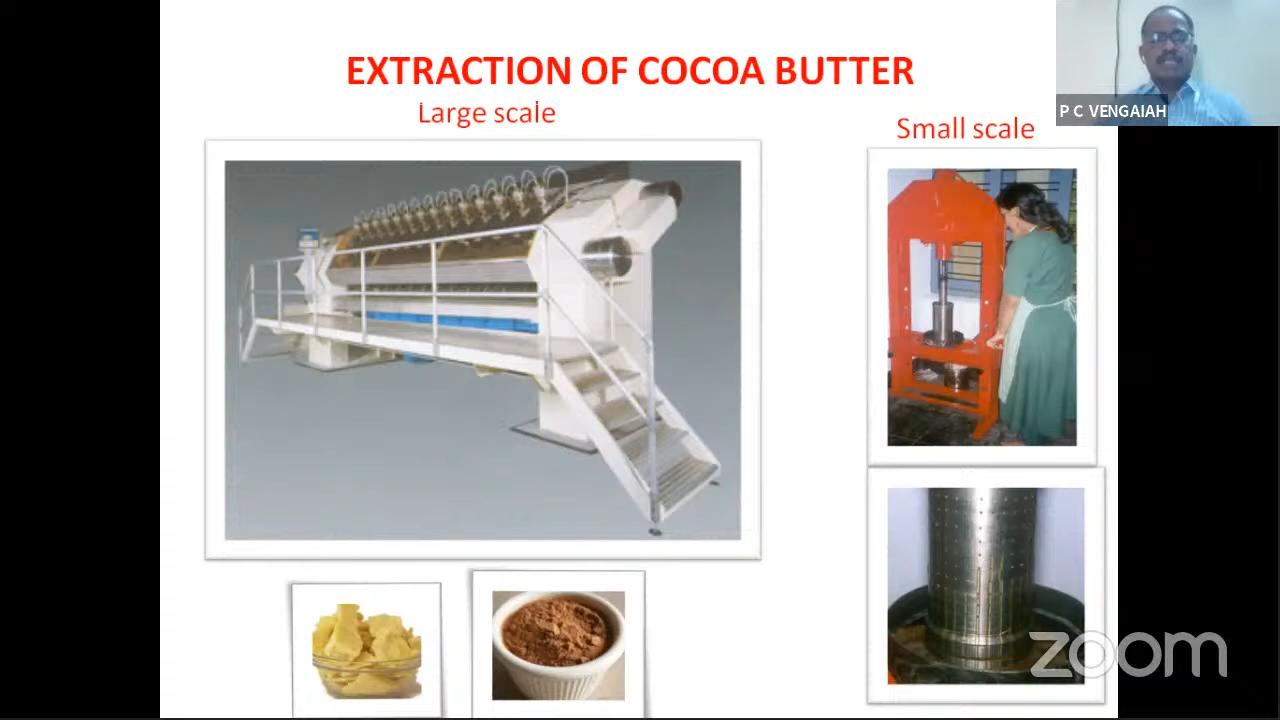 EXTRACTION OF COCOA BUTTER
Large scale
Small scale
P C VENGAIAH
zoom